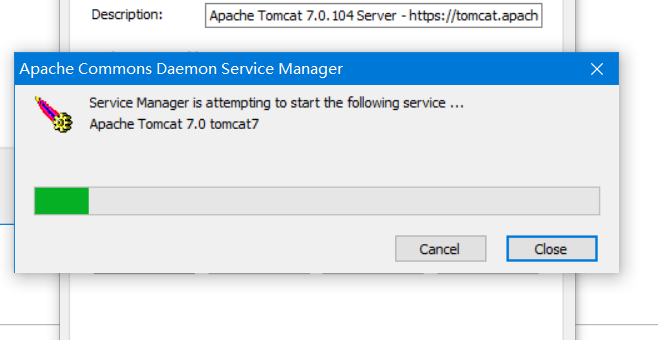 Description:
Apache Tomcat 7.0.104 Server - https://tomcat.apach
Apache Commons Daemon Service Manager
Service Manager is attempting to start the following service ...
Apache Tomcat 7.0 tomcat7
Cancel
Close